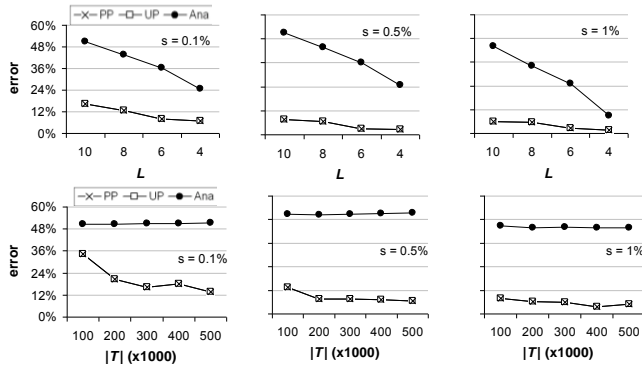 PP UP Ana
60%
48%
36%
24%
12%
0%
error
s = 0.1%
10 8 6 4
L
s = 0.5%
10 8 6 4
L
s = 1%
10 8 6 4
L
PP UP Ana
60%
48%
36%
24%
12%
0%
error
s = 0.1%
100 200 300 400 500
|T| (x1000)
s = 0.5%
100 200 300 400 500
|T| (x1000)
s = 1%
100 200 300 400 500
|T| (x1000)